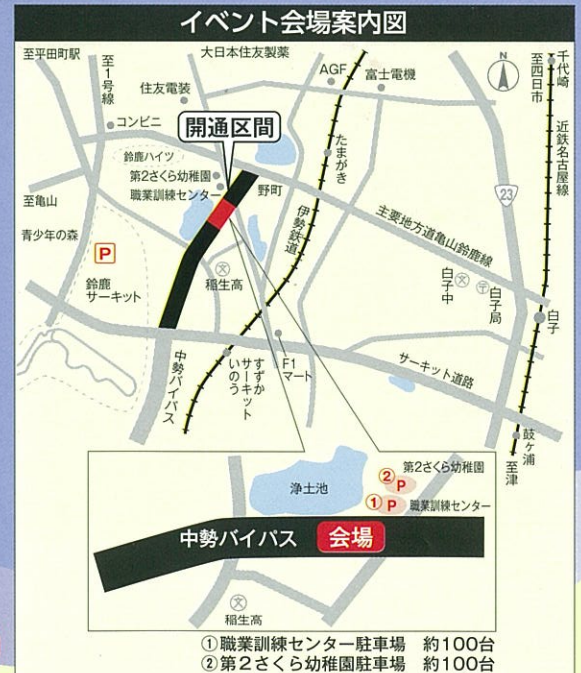 イベント会場案内図
至平田町駅
至1号線
大日本住友製薬
住友電装
コンビニ
AGF
富士電機
N
至四日市
千代崎
近鉄名古屋線
開通区間
鈴鹿ハイツ
第2さくら幼稚園
職業訓練センター
野町
たまがき
伊勢鉄道
23
主要地方道亀山鈴鹿線
至亀山
青少年の森
P
鈴鹿
サーキット
文
稲生高
白子中
文
白子局
〒
白子
中勢バイパス
すずか
サーキット
いのう
F1
マート
サーキット道路
鼓ヶ浦
至津
浄土池
② P
第2さくら幼稚園
① P
職業訓練センター
中勢バイパス
会場
文
稲生高
①職業訓練センター駐車場 約100台
②第2さくら幼稚園駐車場 約100台